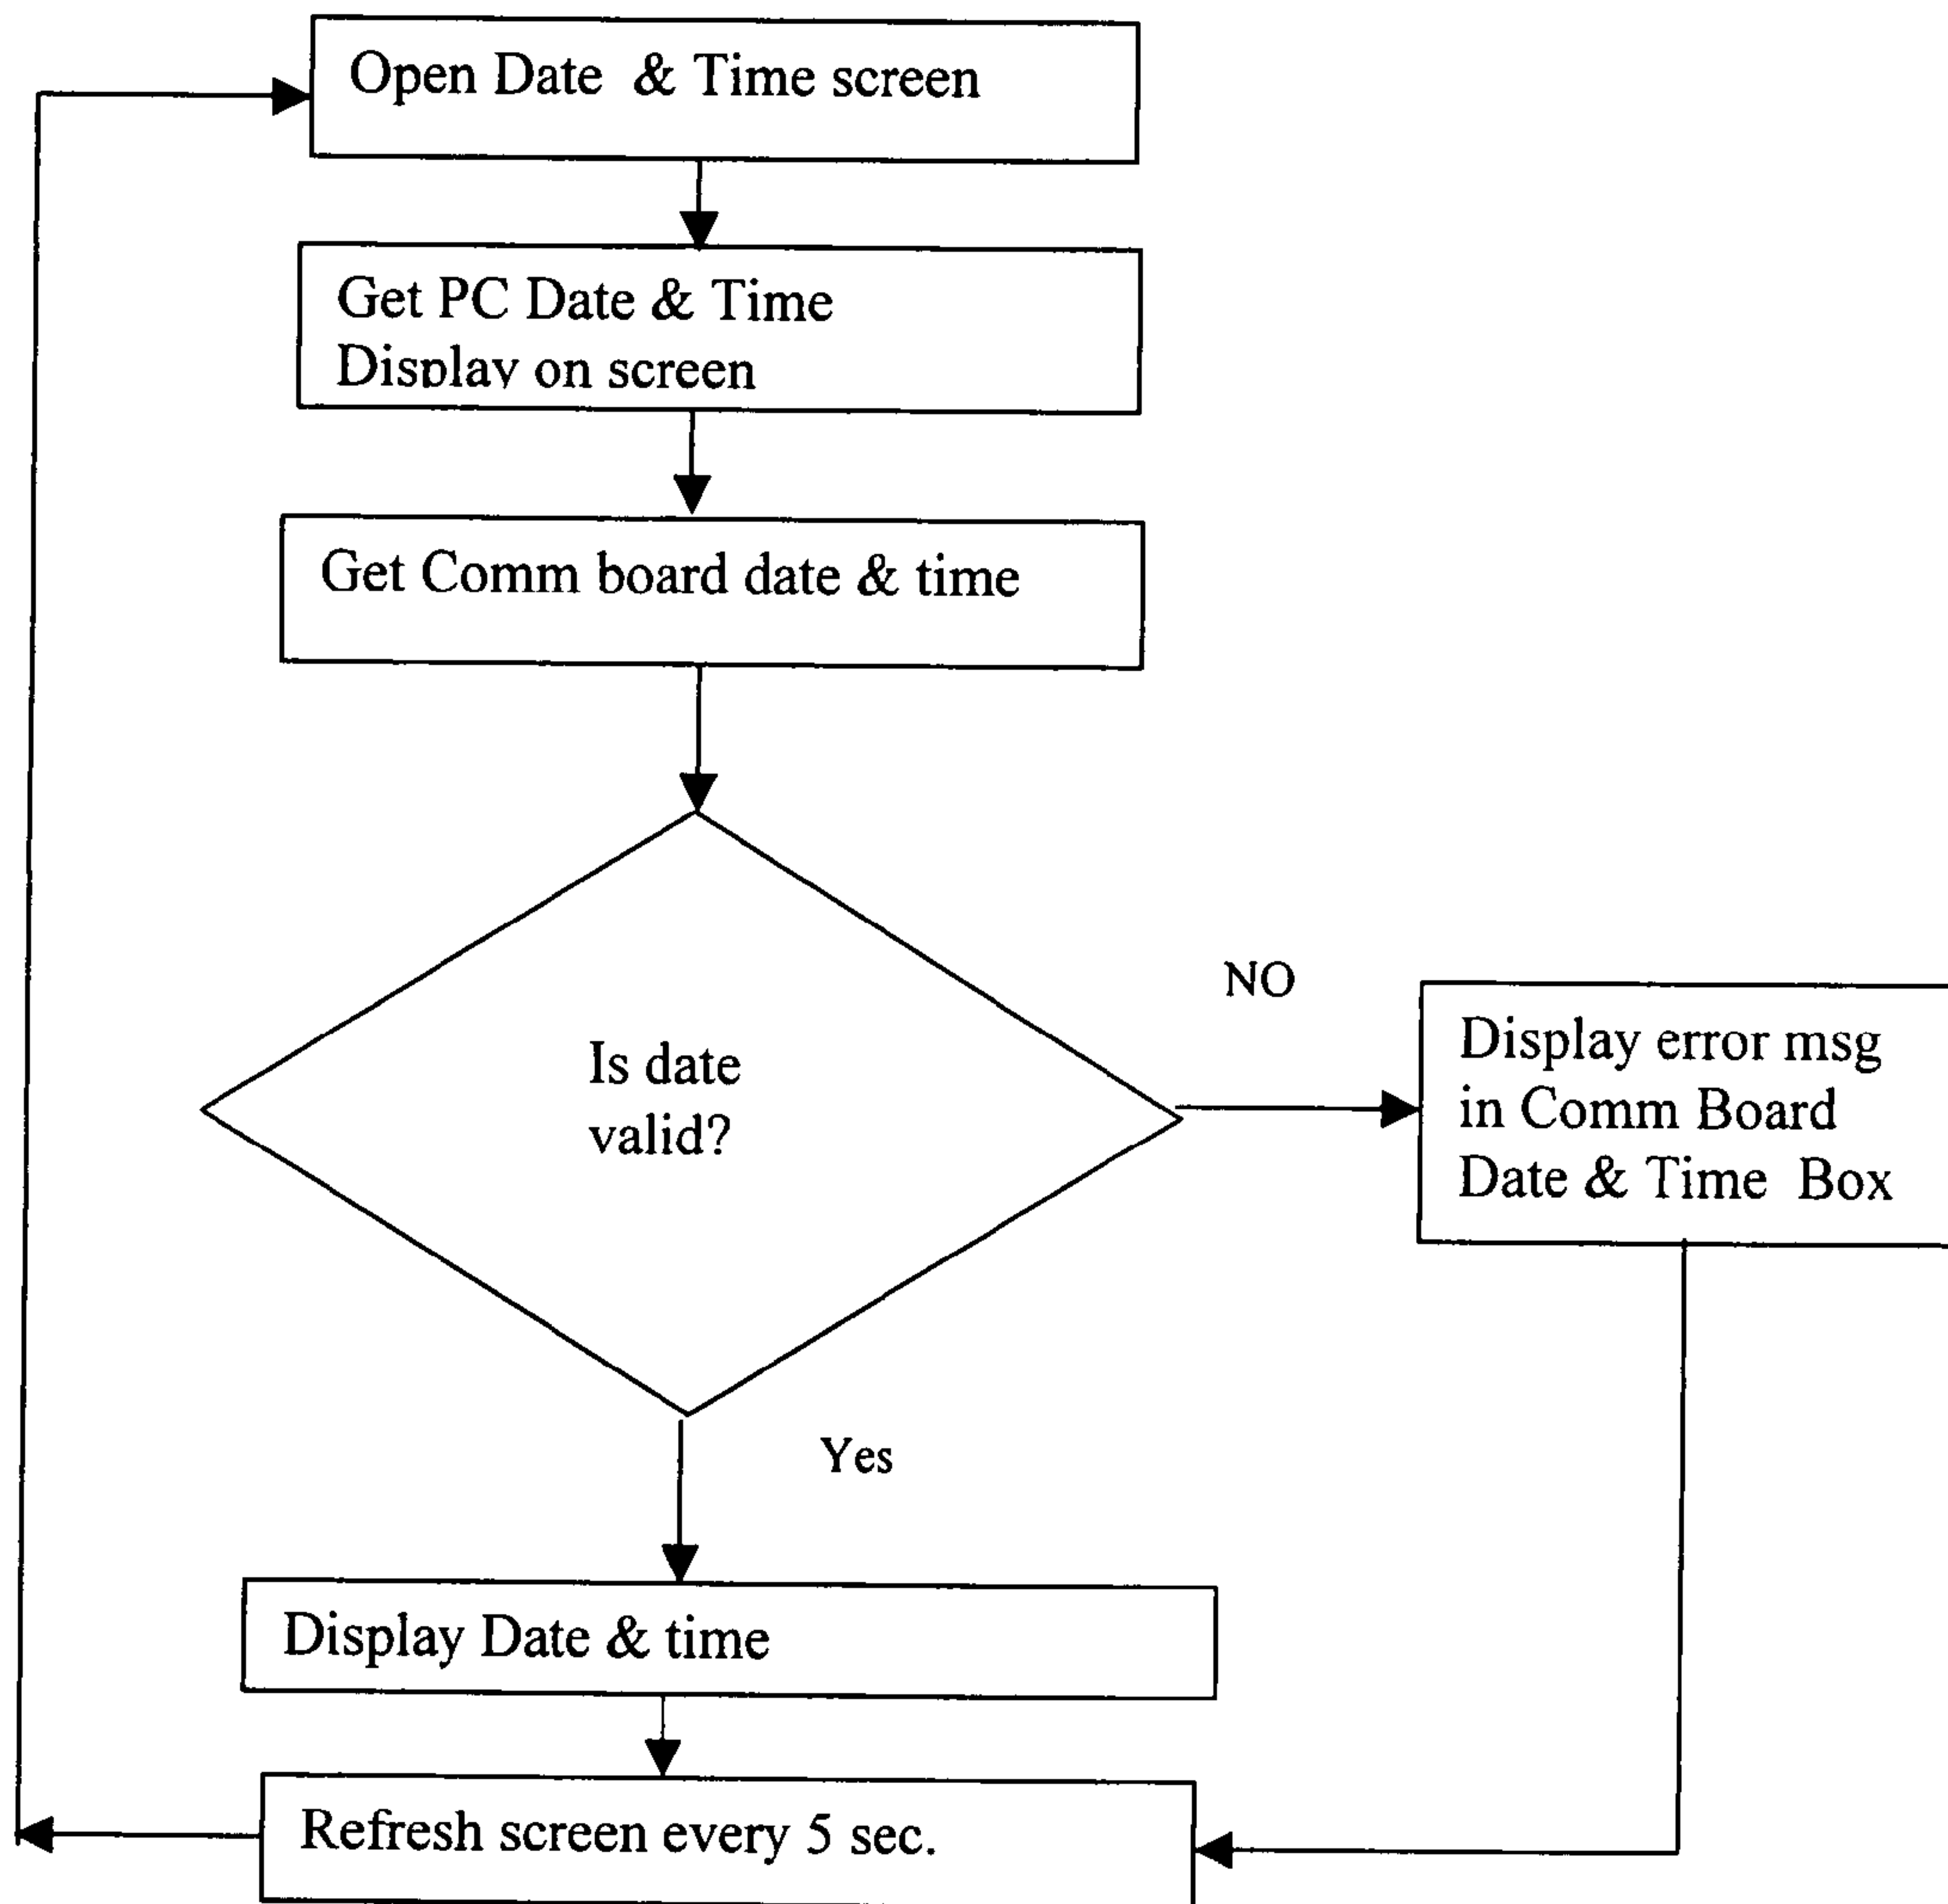 Open Date & Time screen
Get PC Date & Time
Display on screen
Get Comm board date & time
Is date
valid?
NO
Display error msg
in Comm Board
Date & Time Box
Yes
Display Date & time
Refresh screen every 5 sec.